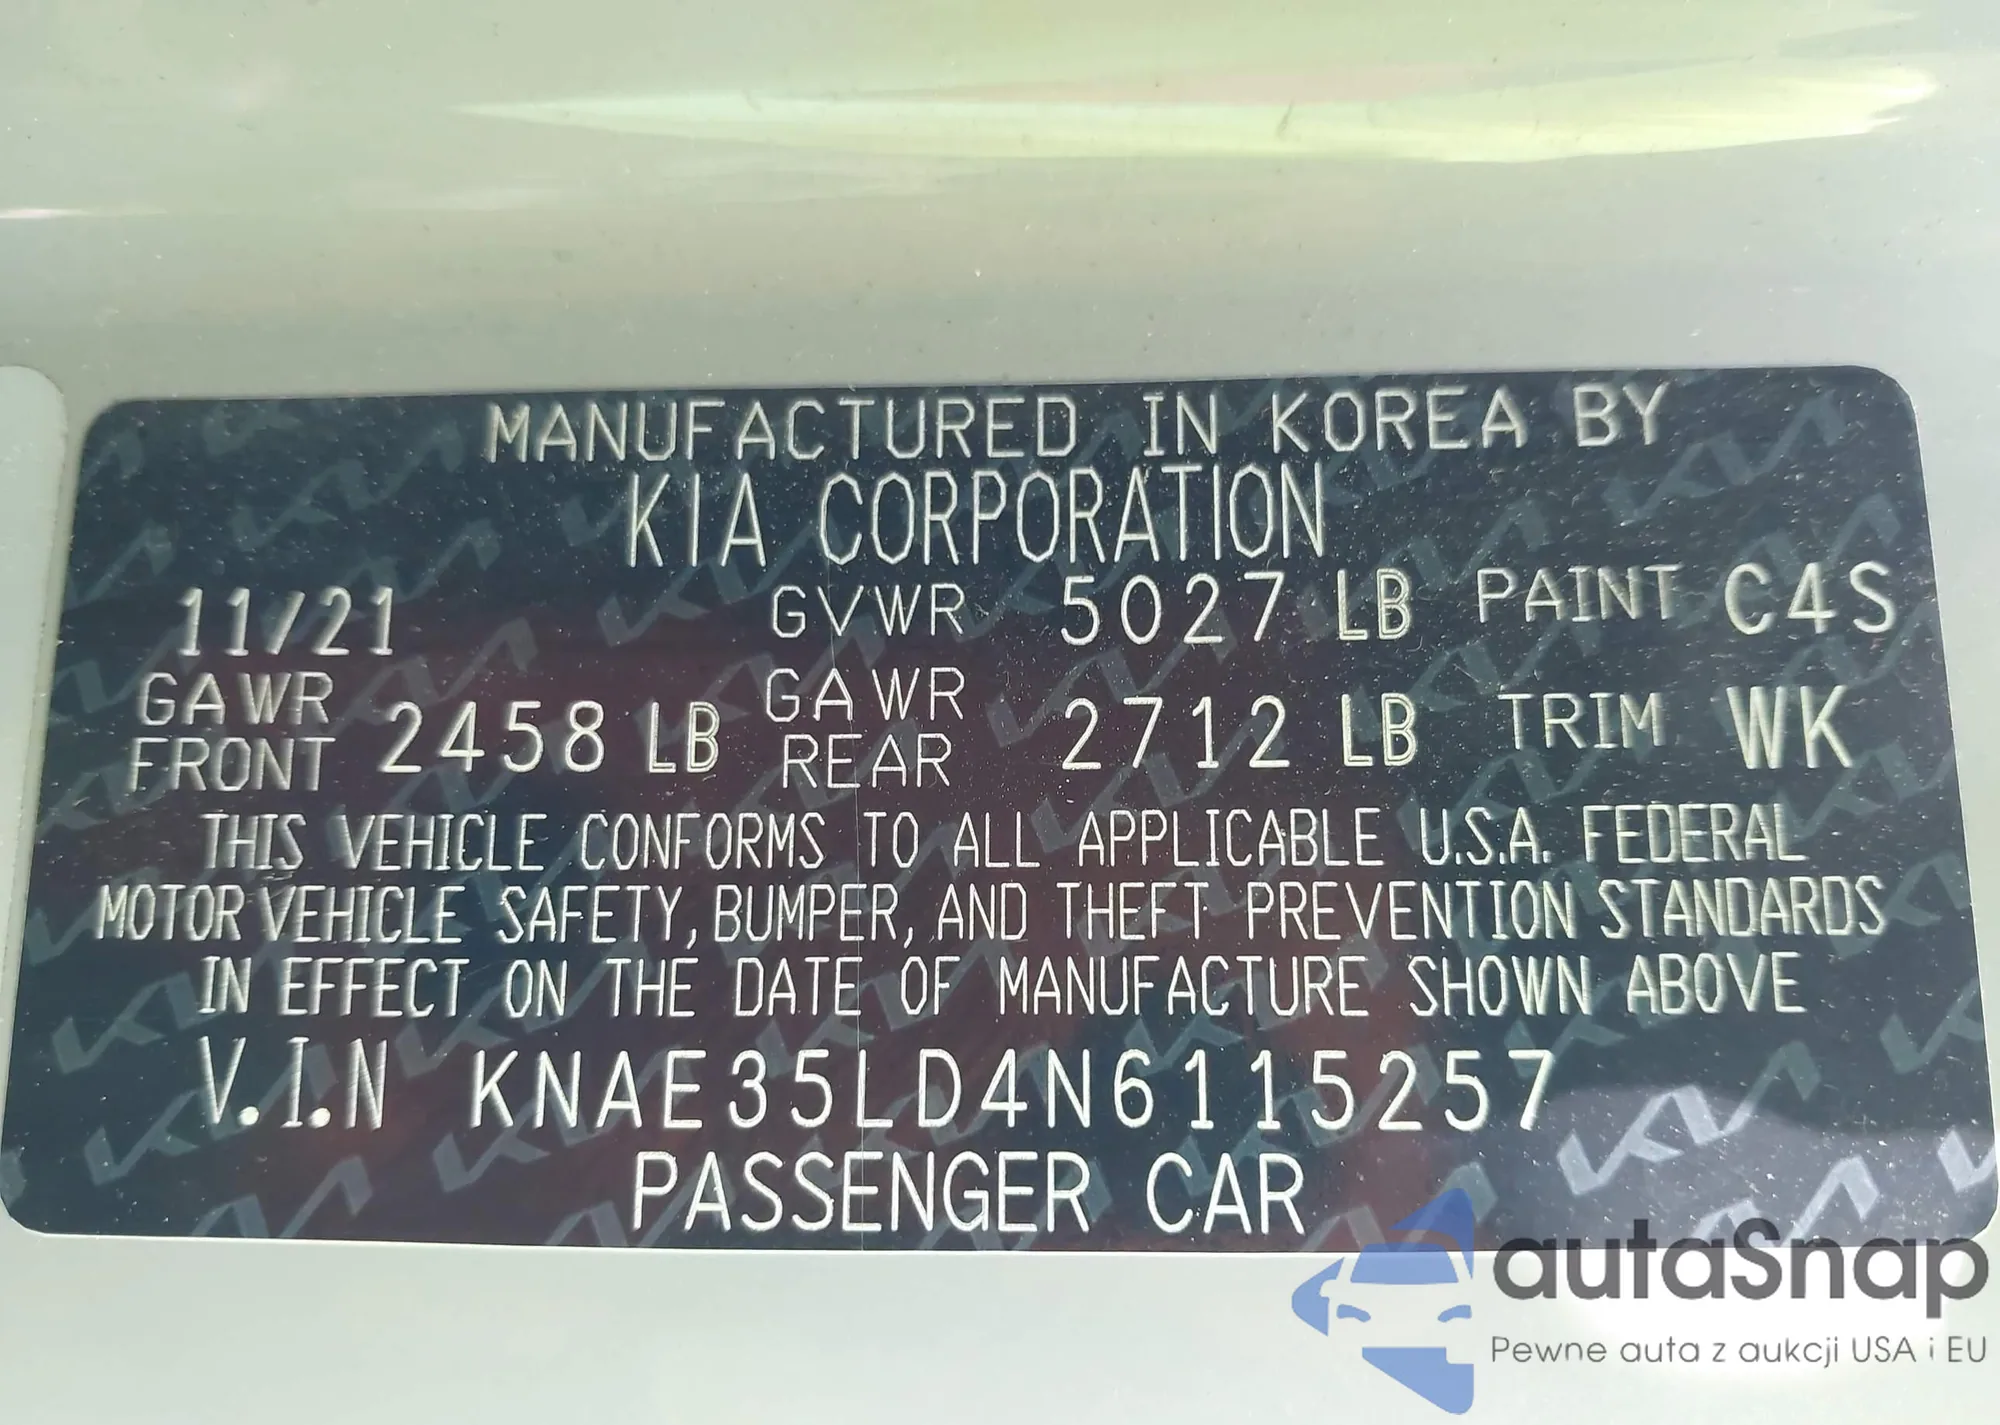 MANUFACTURED IN KOREA BY
KIA CORPORATION
11/21 GVWR 5027 LB PAINT C4S
GAWR FRONT 2458 LB GAWR REAR 2712 LB TRIM WK
THIS VEHICLE CONFORMS TO ALL APPLICABLE U.S.A. FEDERAL
MOTOR VEHICLE SAFETY, BUMPER, AND THEFT PREVENTION STANDARDS
IN EFFECT ON THE DATE OF MANUFACTURE SHOWN ABOVE
V.I.N KNAE35LD4N6115257
PASSENGER CAR
autaSnap
Pewne auta z aukcji USA i EU